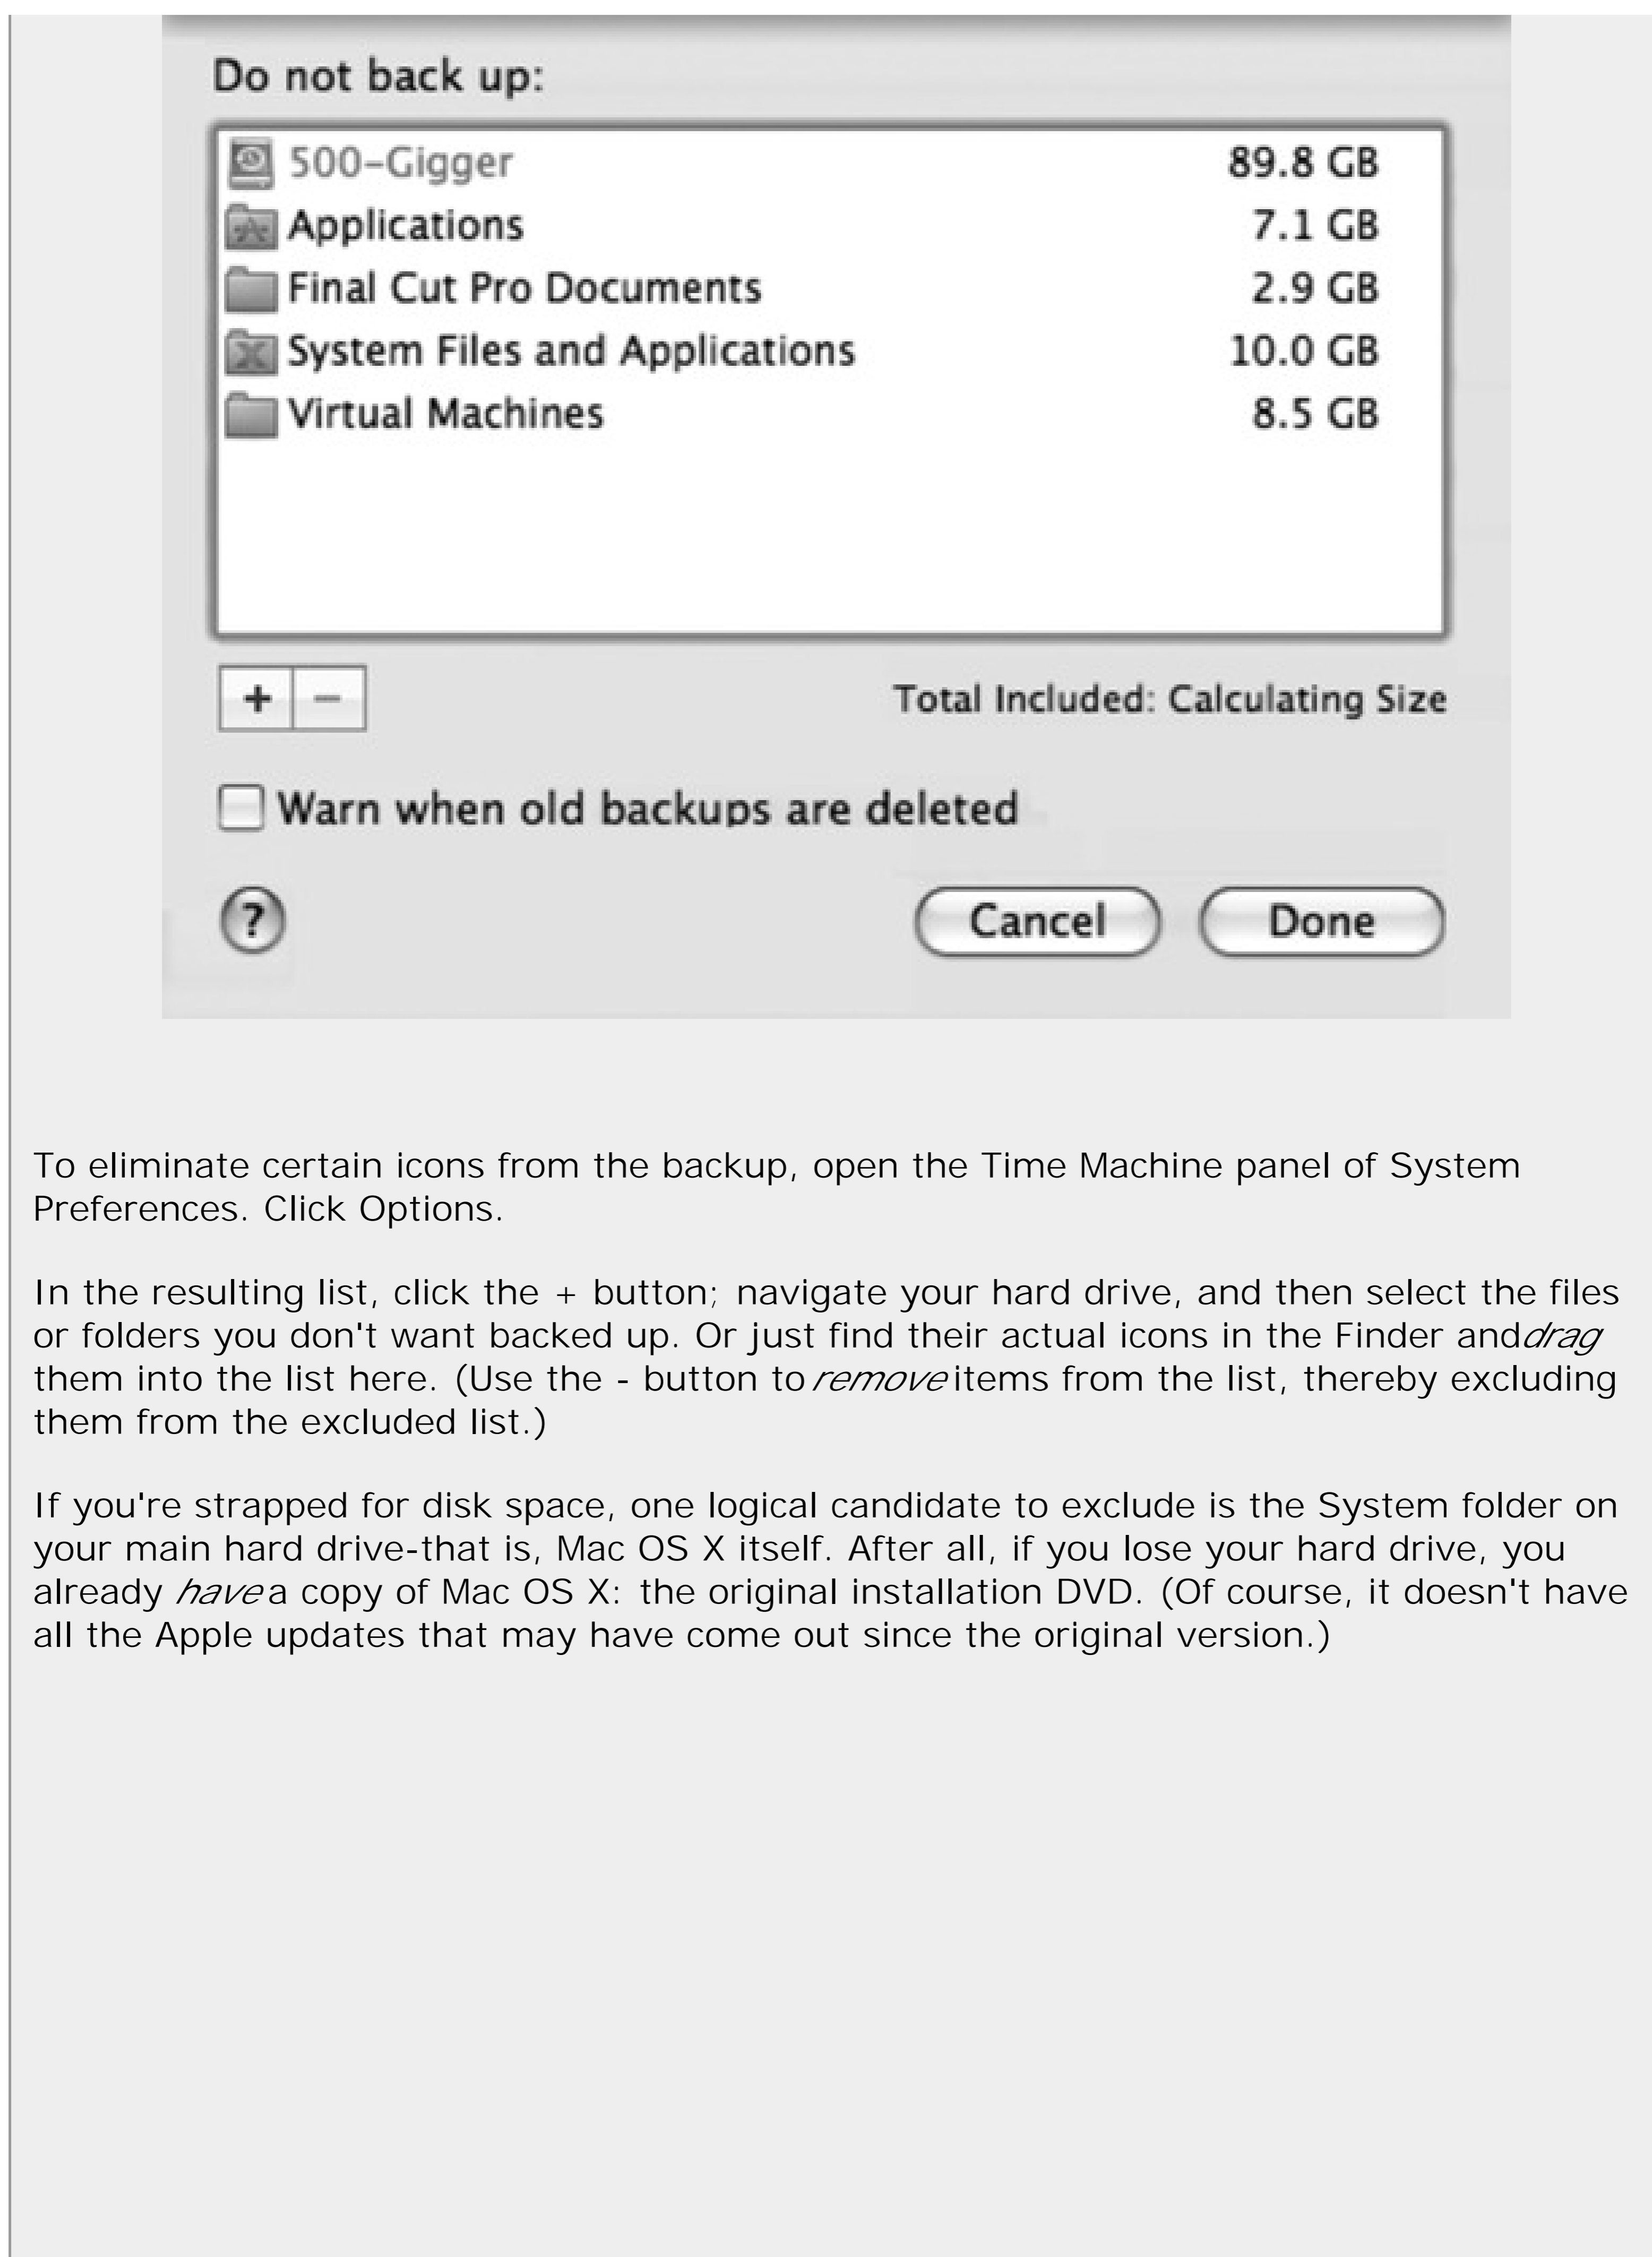 Do not back up:
500-Gigger 89.8 GB
Applications 7.1 GB
Final Cut Pro Documents 2.9 GB
System Files and Applications 10.0 GB
Virtual Machines 8.5 GB
+ − Total Included: Calculating Size
Warn when old backups are deleted
? Cancel Done
To eliminate certain icons from the backup, open the Time Machine panel of System
Preferences. Click Options.
In the resulting list, click the + button; navigate your hard drive, and then select the files
or folders you don't want backed up. Or just find their actual icons in the Finder and drag
them into the list here. (Use the - button to remove items from the list, thereby excluding
them from the excluded list.)
If you're strapped for disk space, one logical candidate to exclude is the System folder on
your main hard drive-that is, Mac OS X itself. After all, if you lose your hard drive, you
already have a copy of Mac OS X: the original installation DVD. (Of course, it doesn't have
all the Apple updates that may have come out since the original version.)